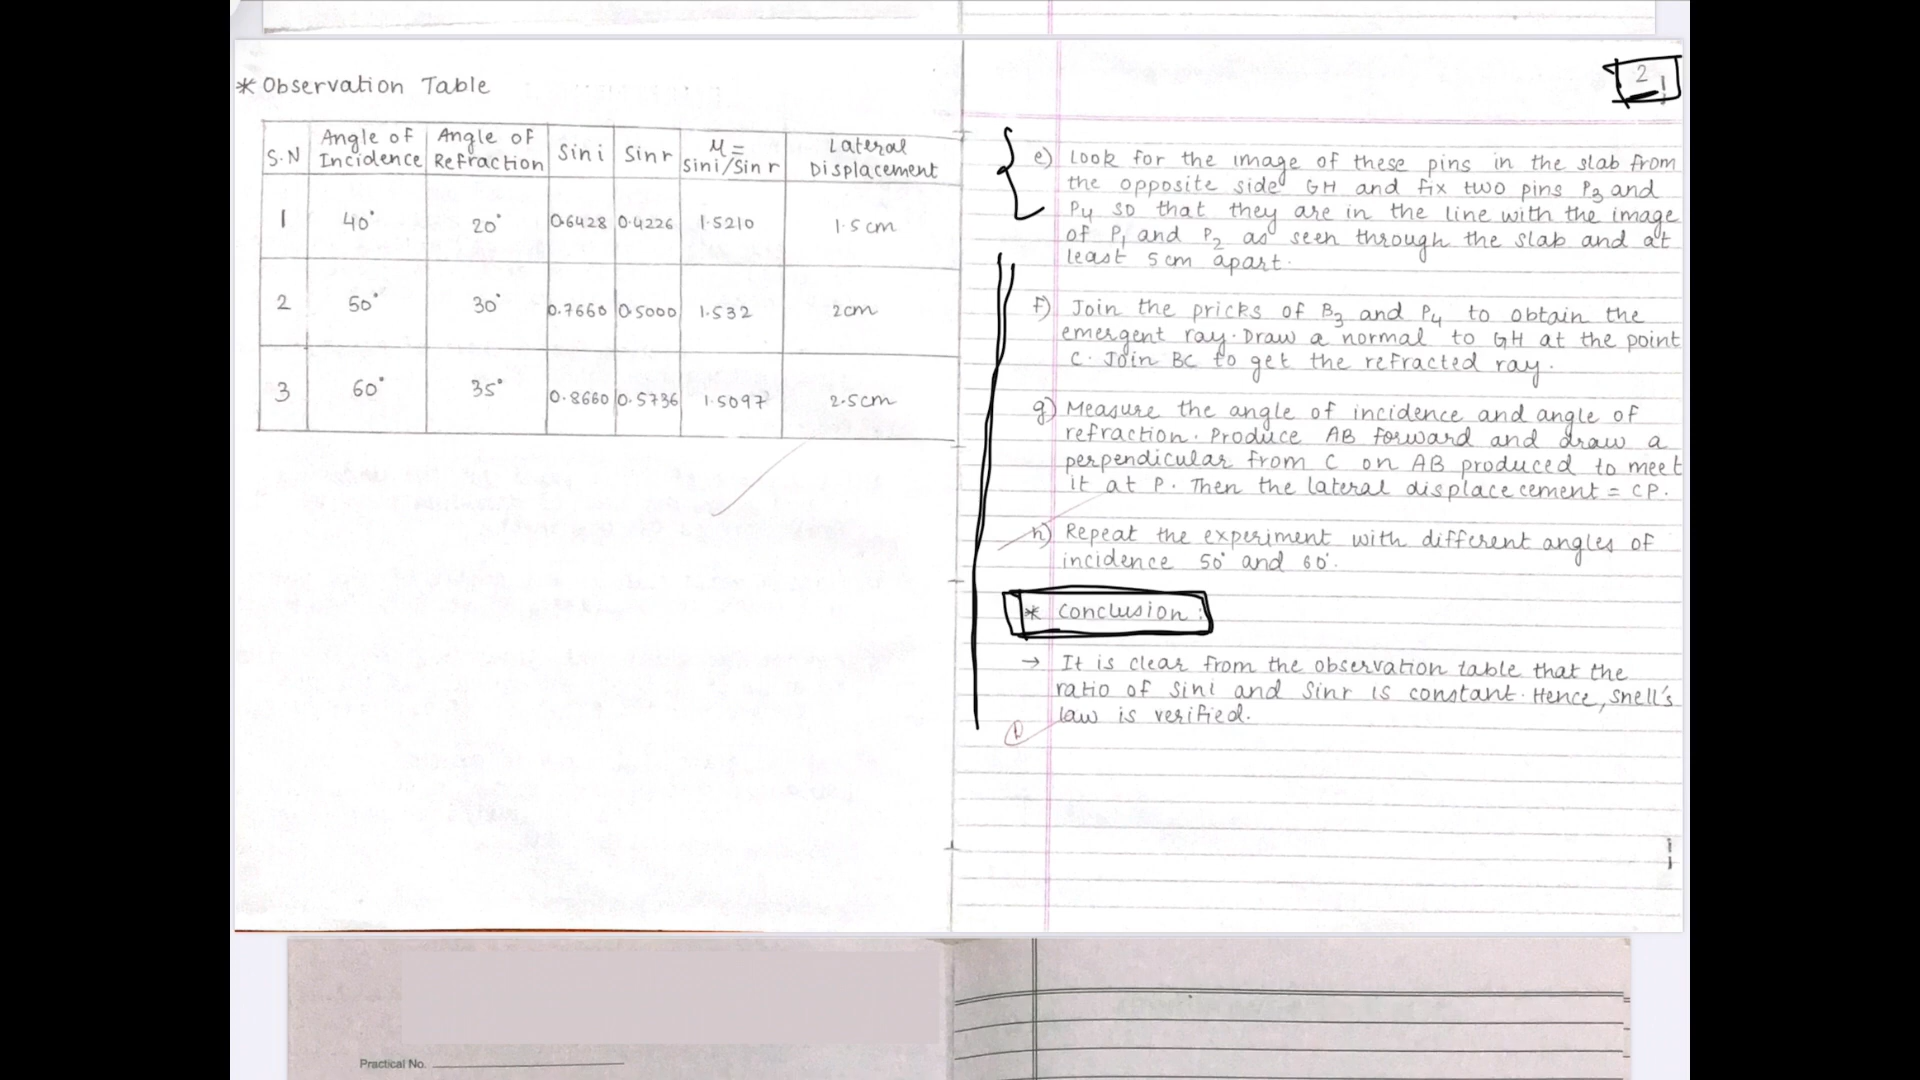 * Observation Table
S.N Angle of Incidence Angle of Refraction Sin i Sin r μ = sini/sin r Lateral Displacement
1 40° 20° 0.6428 0.4226 1.5210 1.5 cm
2 50° 30° 0.7660 0.5000 1.532 2cm
3 60° 35° 0.8660 0.5736 1.5097 2.5cm
2
e) Look for the image of these pins in the slab from
the opposite side GH and fix two pins P3 and
P4 so that they are in the line with the image
of P1 and P2 as seen through the slab and at
least 5cm apart.
f) Join the pricks of B3 and P4 to obtain the
emergent ray. Draw a normal to GH at the point
C. Join BC to get the refracted ray.
g) Measure the angle of incidence and angle of
refraction. Produce AB forward and draw a
perpendicular from C on AB produced to meet
it at P. Then the lateral displacecement = CP.
h) Repeat the experiment with different angles of
incidence 50° and 60°.
* Conclusion:
→ It is clear from the observation table that the
ratio of sini and sinr is constant. Hence, snell's
law is verified.
Practical No.